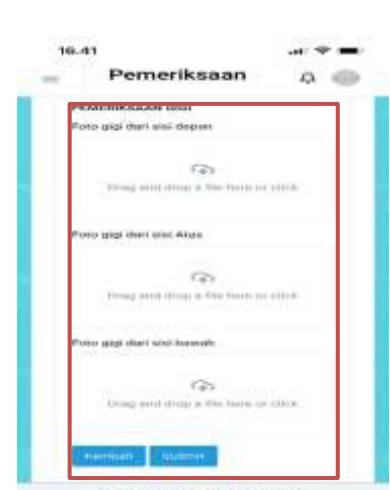 16.41
Pemeriksaan
PEMERIKSAAN GIGI
Foto gigi dari sisi depan
Drag and drop a file here or click
Foto gigi dari sisi Atas
Drag and drop a file here or click
Foto gigi dari sisi bawah
Drag and drop a file here or click
Submit